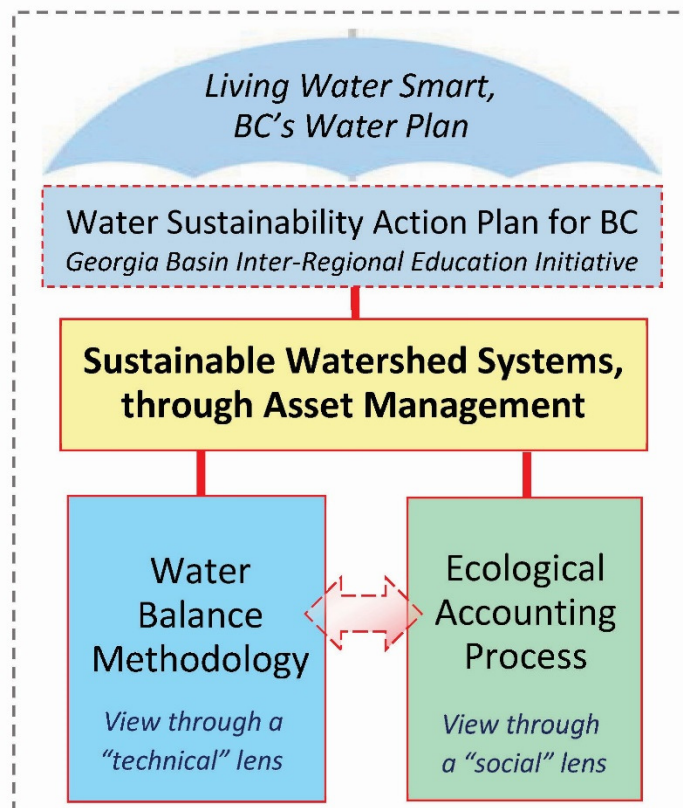 Living Water Smart,
BC's Water Plan
Water Sustainability Action Plan for BC
Georgia Basin Inter-Regional Education Initiative
Sustainable Watershed Systems,
through Asset Management
Water
Balance
Methodology
View through a
“technical” lens
Ecological
Accounting
Process
View through
a “social” lens